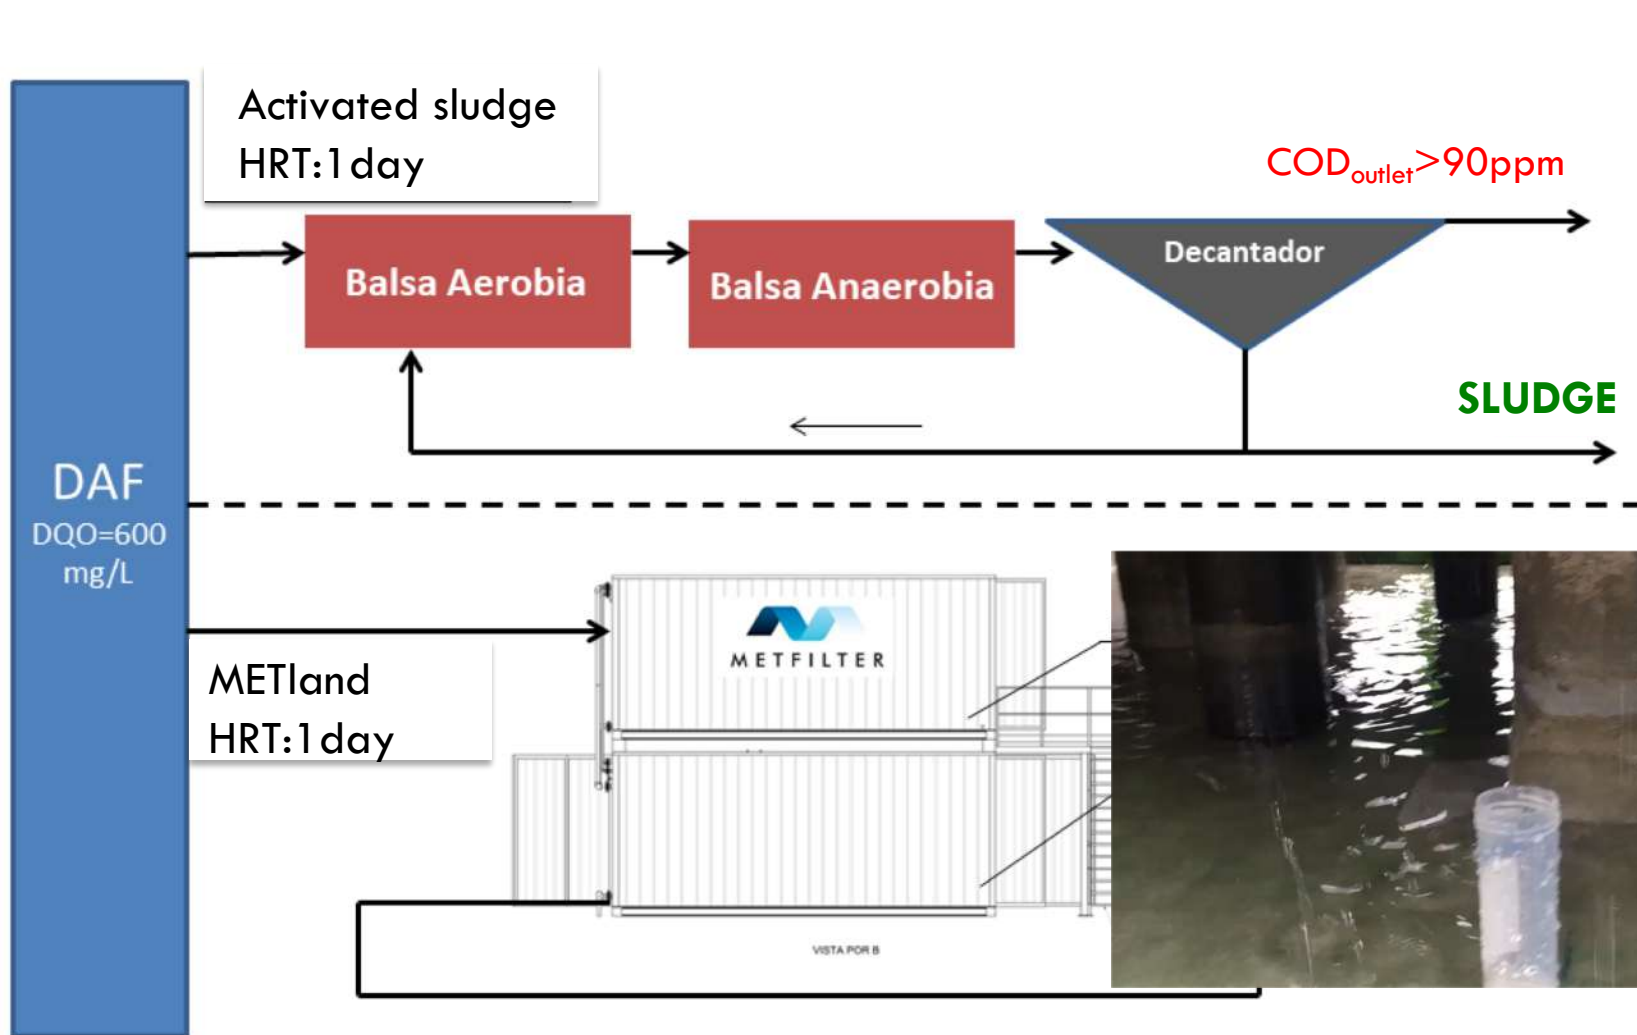 Activated sludge
HRT:1day
CODoutlet>90ppm
Balsa Aerobia
Balsa Anaerobia
Decantador
SLUDGE
DAF
DQO=600
mg/L
METFILTER
METland
HRT:1day
VISTA POR B